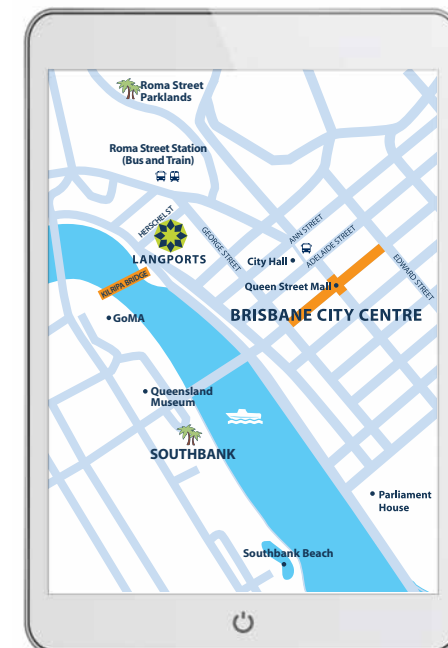 Roma Street
Parklands
Roma Street Station
(Bus and Train)
HERSCHEL ST
GEORGE STREET
ANN STREET
ADELAIDE STREET
EDWARD STREET
LANGPORTS
City Hall
KILRIPA BRIDGE
Queen Street Mall
GoMA
BRISBANE CITY CENTRE
Queensland
Museum
SOUTHBANK
Parliament
House
Southbank Beach